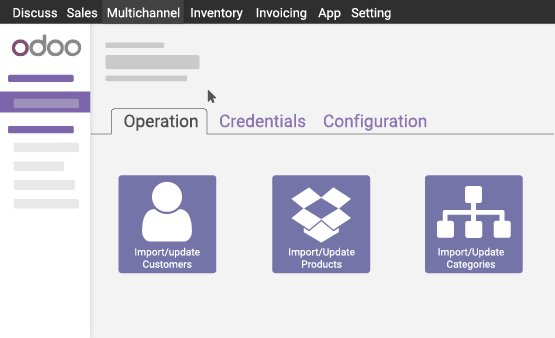 Discuss Sales Multichannel Inventory Invoicing App Setting
odoo
Operation Credentials Configuration
Import/update
Customers
Import/Update
Products
Import/Update
Categories